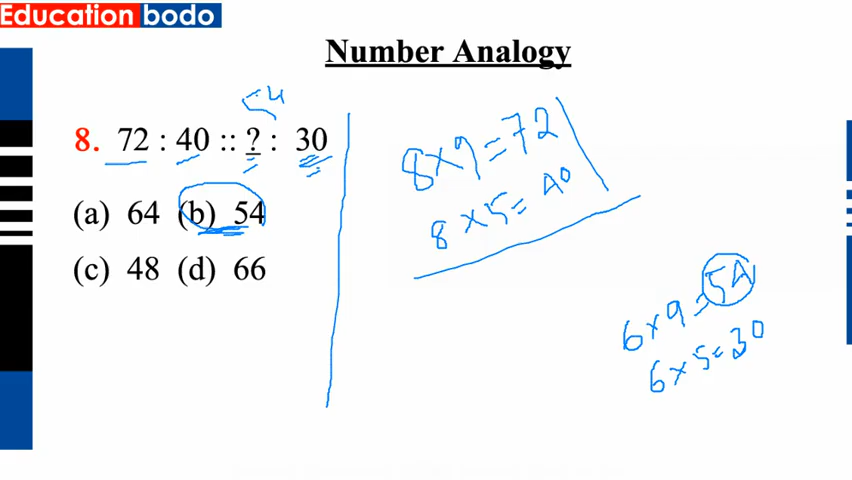 Education bodo
Number Analogy
54
8. 72 : 40 :: ? : 30
(a) 64 (b) 54
(c) 48 (d) 66
8×9=72
8×5=40
6×9=54
6×5=30